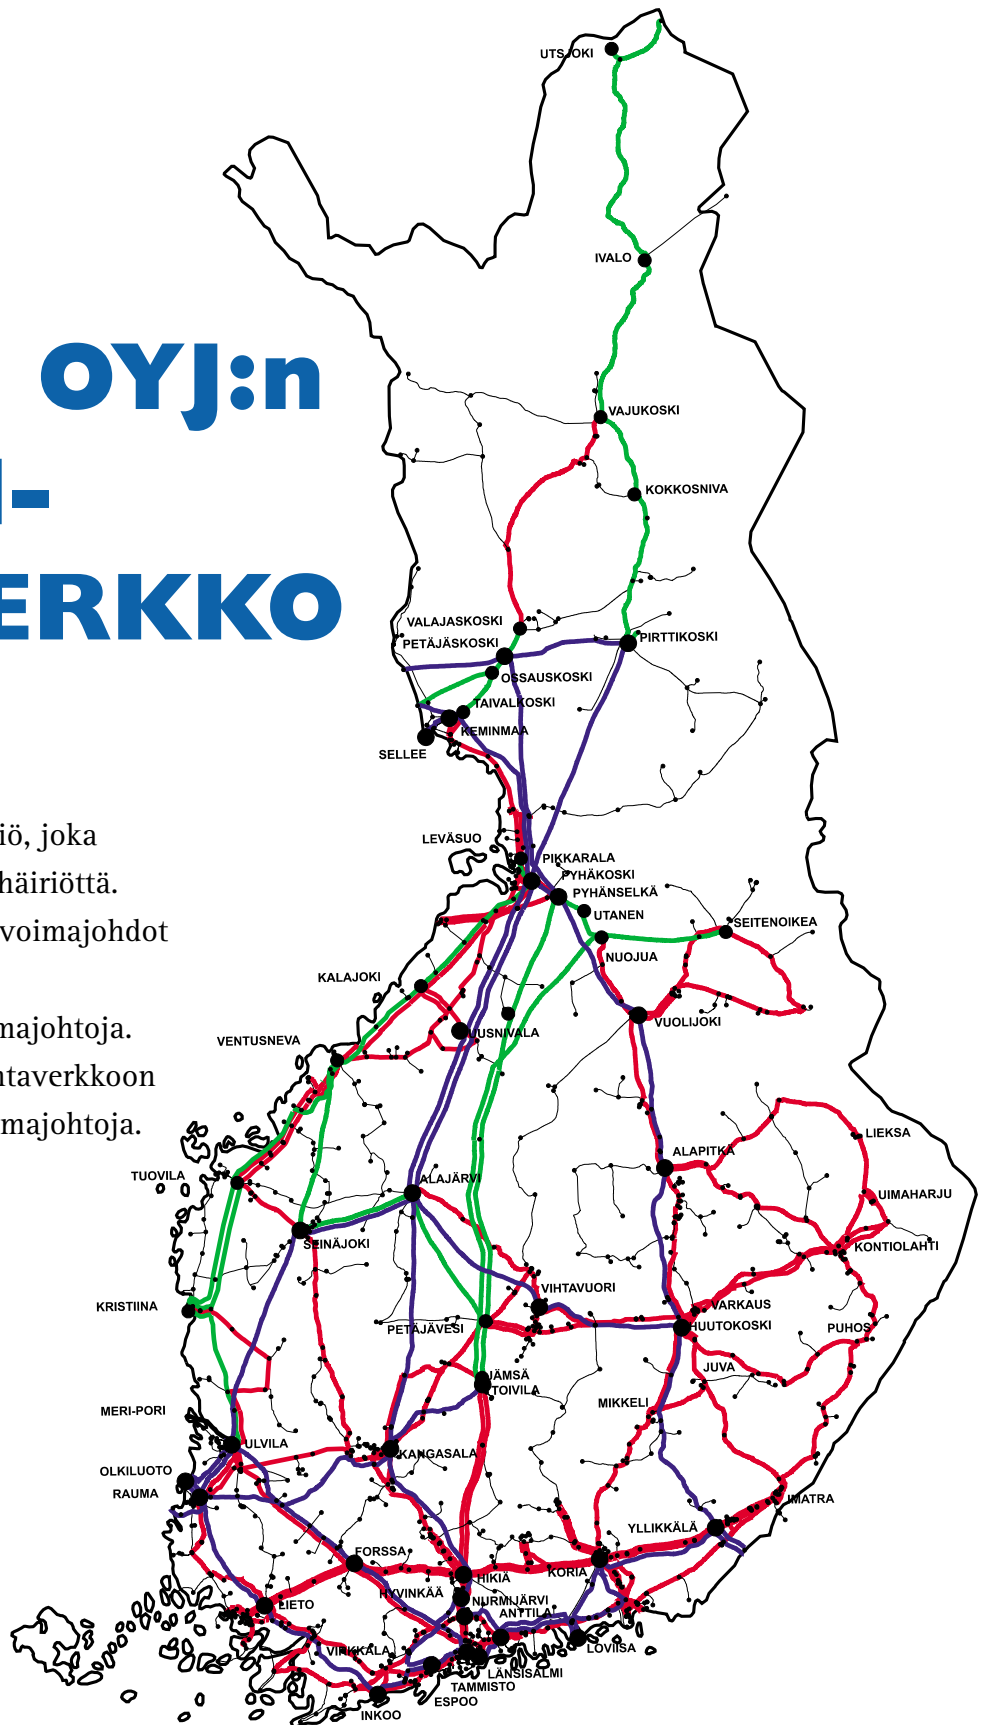 OYJ:n
ERKKO
iö, joka
häiriöttä.
voimajohdot
majohtoja.
ntaverkkoon
majohtoja.
UTSJOKI
IVALO
VAJUKOSKI
KOKKOSNIVA
VALAJASKOSKI
PETÄJÄSKOSKI
PIRTTIKOSKI
OSSAUSKOSKI
TAIVALKOSKI
KEMINMAA
SELLEE
LEVÄSUO
PIKKARALA
PYHÄKOSKI
PYHÄNSELKÄ
UTANEN
SEITENOIKEA
NUOJUA
KALAJOKI
VUOLIJOKI
UUSNIVALA
VENTUSNEVA
LIEKSA
ALAPITKÄ
TUOVILA
ALAJÄRVI
UIMAHARJU
SEINÄJOKI
KONTIOLAHTI
VIHTAVUORI
KRISTIINA
VARKAUS
PETÄJÄVESI
HUUTOKOSKI
PUHOS
JUVA
JÄMSÄ
TOIVILA
MIKKELI
MERI-PORI
ULVILA
KANGASALA
OLKILUOTO
RAUMA
IMATRA
YLLIKKÄLÄ
FORSSA
KORIA
HIKIÄ
HYVINKÄÄ
NURMIJÄRVI
LIETO
ANTTILA
VIRKKALA
LOVIISA
LÄNSISALMI
TAMMISTO
ESPOO
INKOO